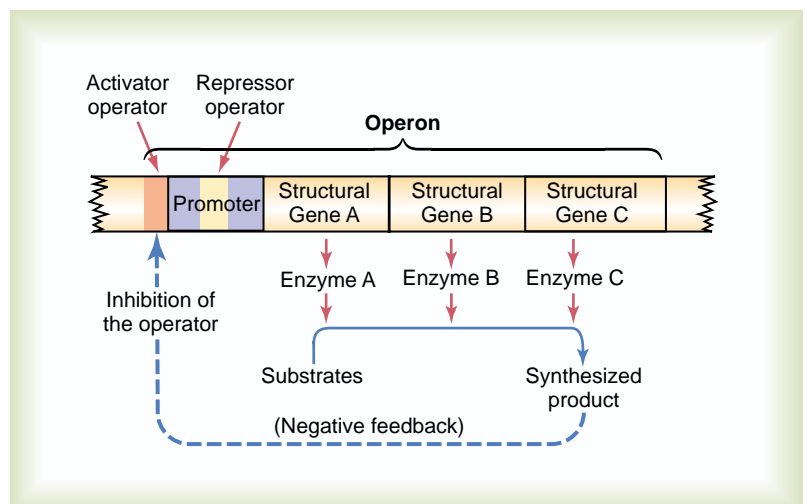 Activator
operator
Repressor
operator
Operon
Promoter
Structural
Gene A
Structural
Gene B
Structural
Gene C
Enzyme A
Enzyme B
Enzyme C
Inhibition of
the operator
Substrates
Synthesized
product
(Negative feedback)